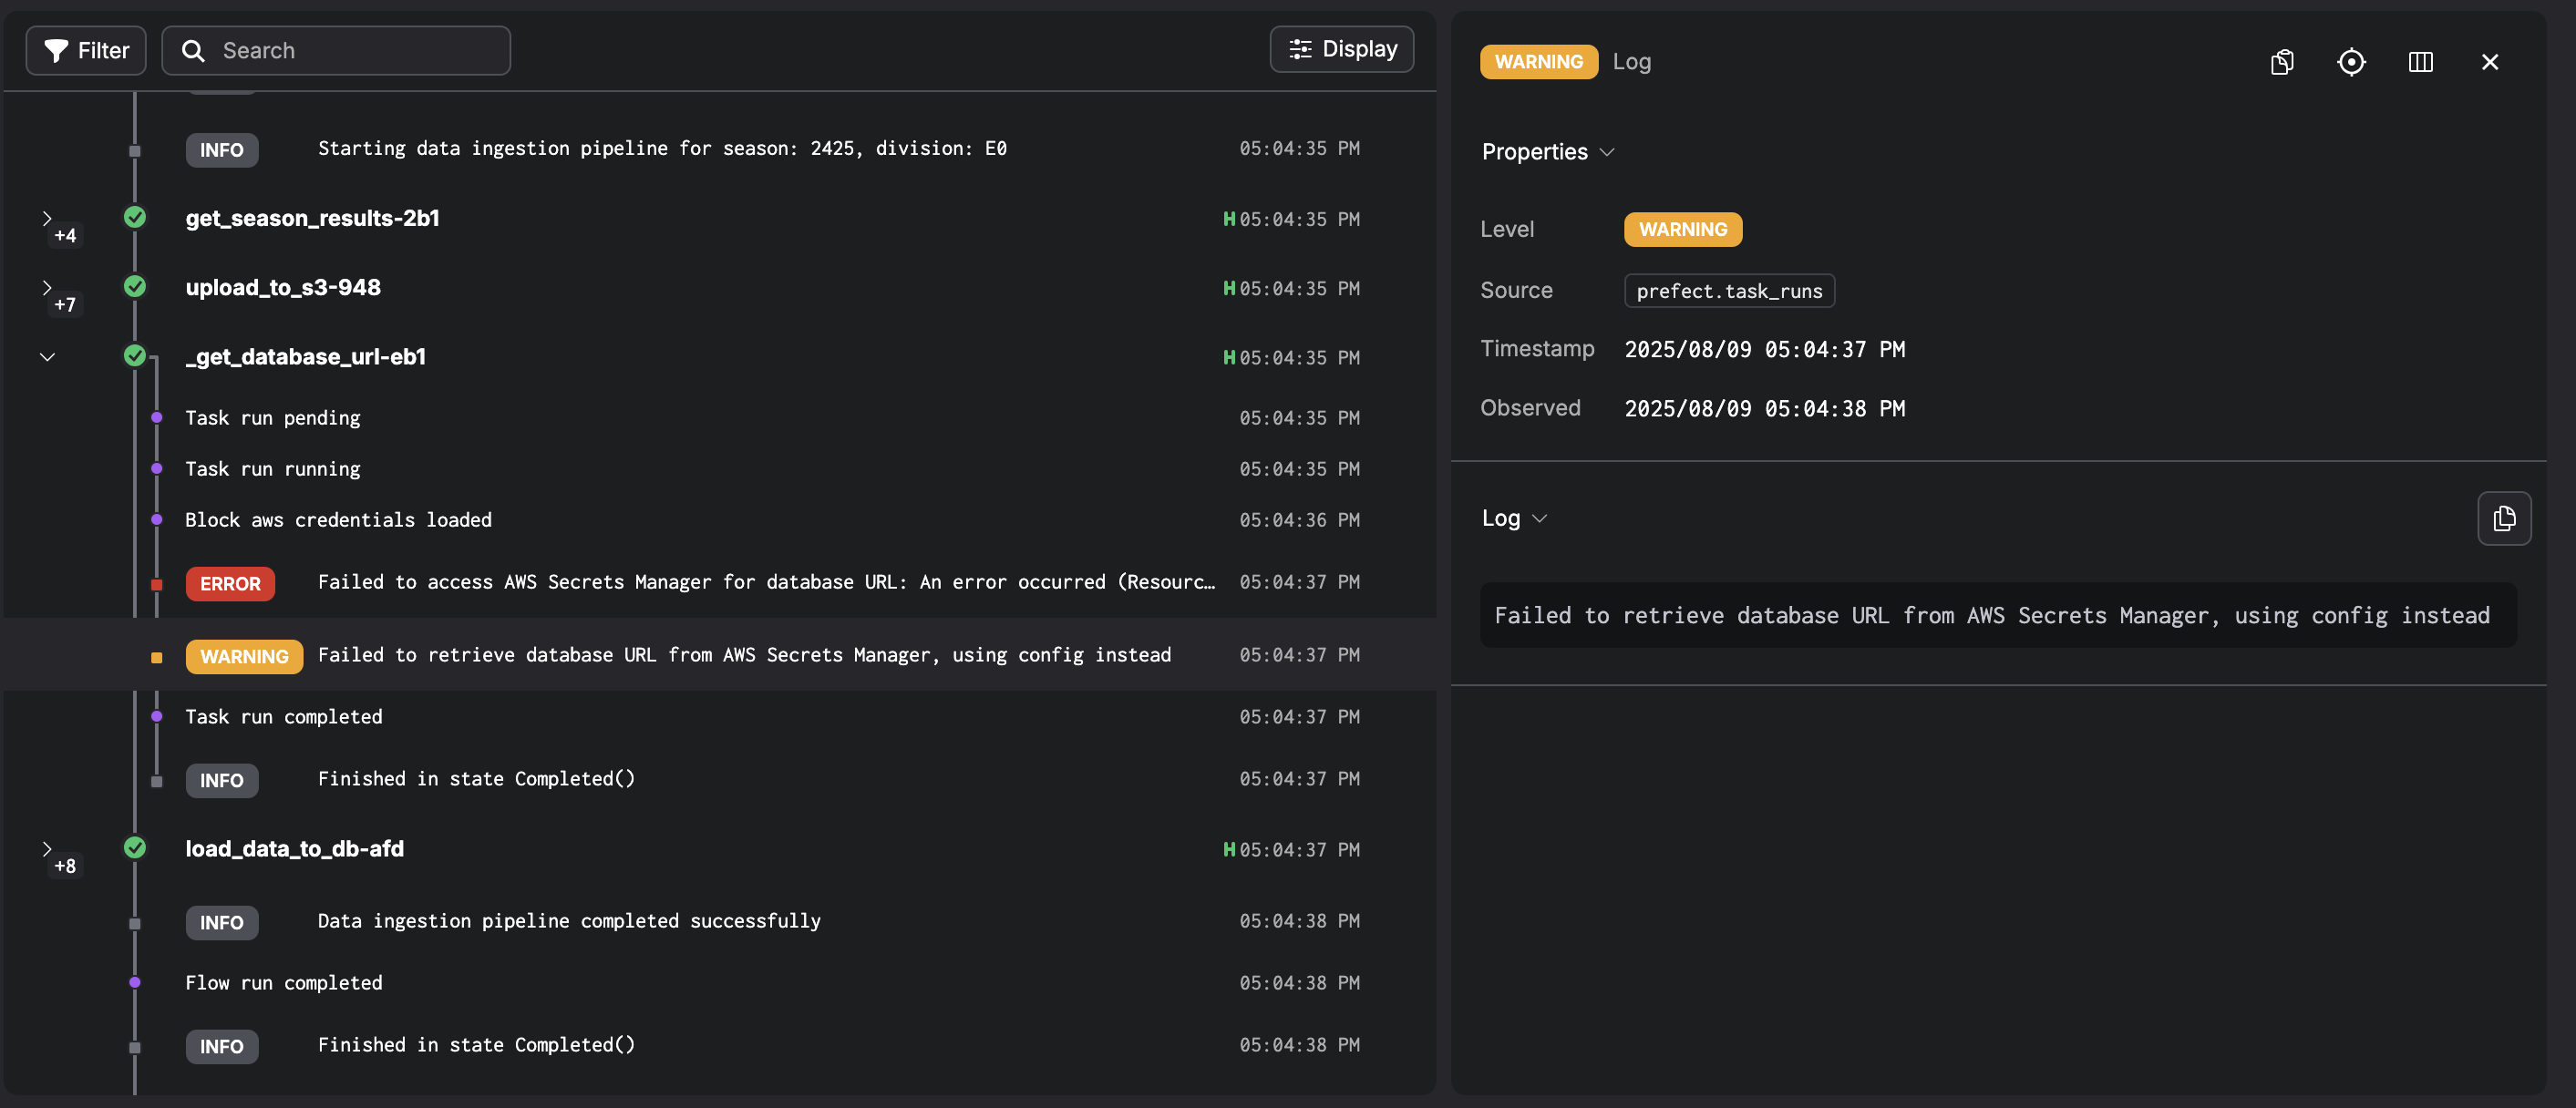 Filter
Search
Display
INFO Starting data ingestion pipeline for season: 2425, division: E0 05:04:35 PM
+4 get_season_results-2b1 05:04:35 PM
+7 upload_to_s3-948 05:04:35 PM
_get_database_url-eb1 05:04:35 PM
Task run pending 05:04:35 PM
Task run running 05:04:35 PM
Block aws credentials loaded 05:04:36 PM
ERROR Failed to access AWS Secrets Manager for database URL: An error occurred (Resourc… 05:04:37 PM
WARNING Failed to retrieve database URL from AWS Secrets Manager, using config instead 05:04:37 PM
Task run completed 05:04:37 PM
INFO Finished in state Completed() 05:04:37 PM
+8 load_data_to_db-afd 05:04:37 PM
INFO Data ingestion pipeline completed successfully 05:04:38 PM
Flow run completed 05:04:38 PM
INFO Finished in state Completed() 05:04:38 PM
WARNING Log
Properties
Level WARNING
Source prefect.task_runs
Timestamp 2025/08/09 05:04:37 PM
Observed 2025/08/09 05:04:38 PM
Log
Failed to retrieve database URL from AWS Secrets Manager, using config instead